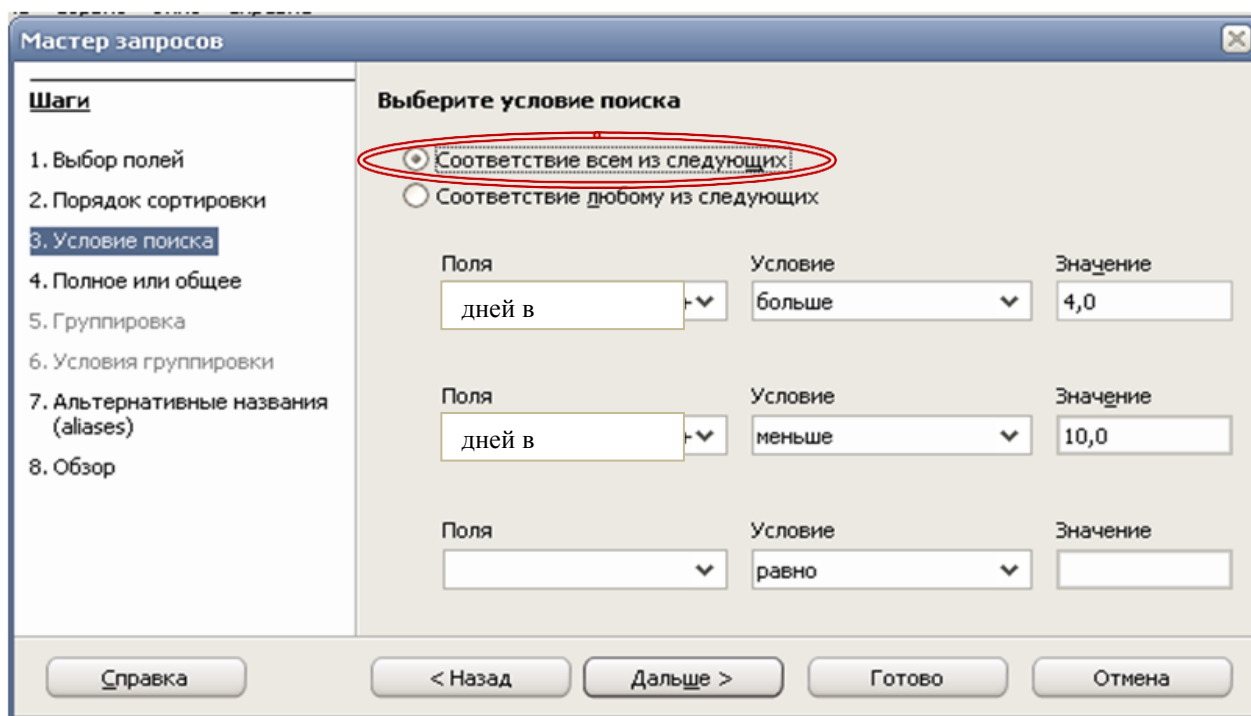 Мастер запросов
Шаги
1. Выбор полей
2. Порядок сортировки
3. Условие поиска
4. Полное или общее
5. Группировка
6. Условия группировки
7. Альтернативные названия
(aliases)
8. Обзор
Выберите условие поиска
Соответствие всем из следующих
Соответствие любому из следующих
Поля Условие Значение
дней в больше 4,0
Поля Условие Значение
дней в меньше 10,0
Поля Условие Значение
равно
Справка < Назад Дальше > Готово Отмена